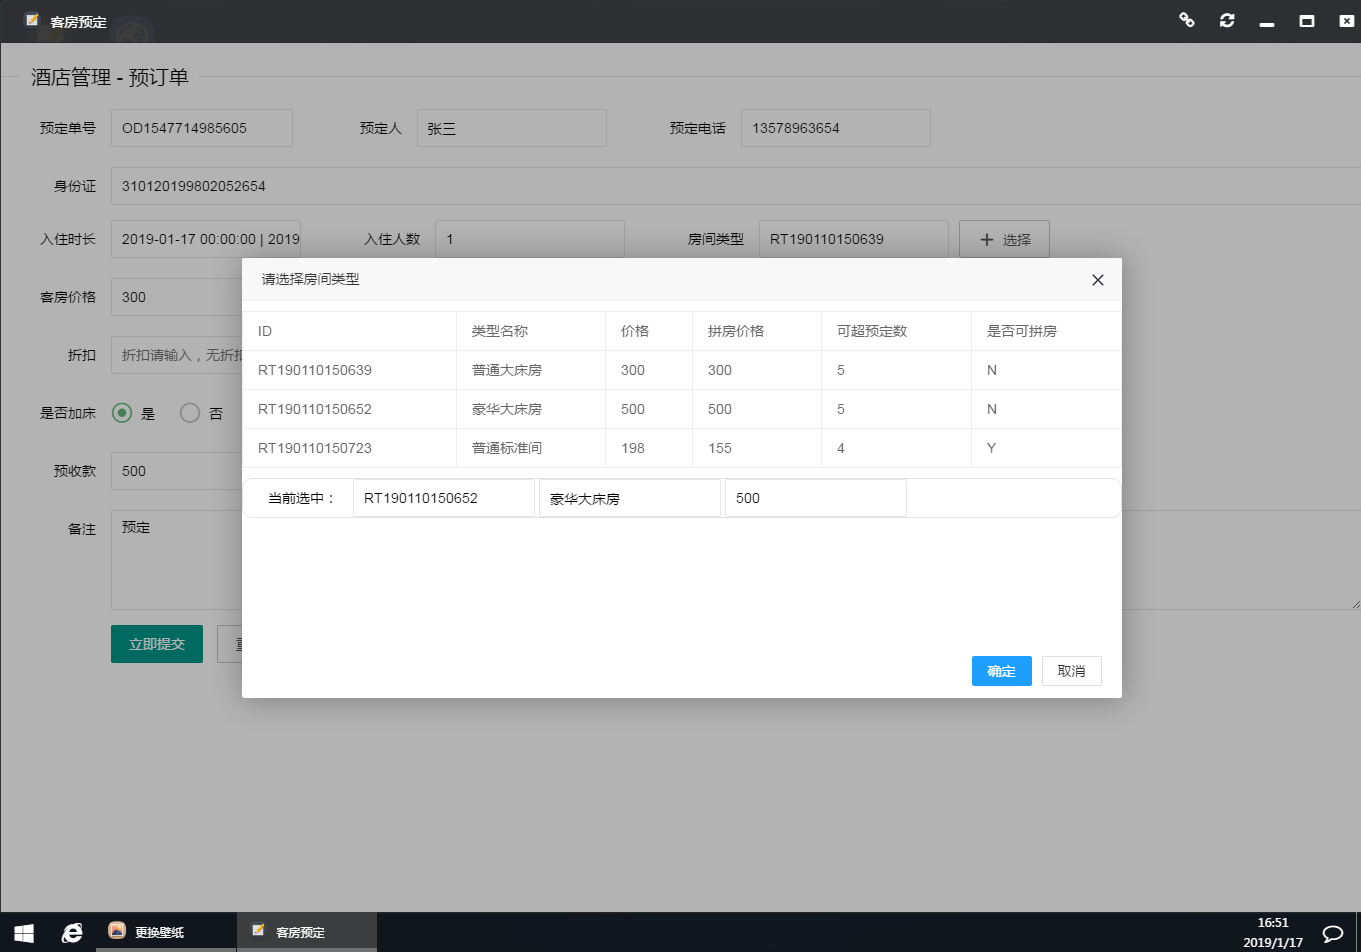 客房预定
酒店管理 - 预订单
预定单号 OD1547714985605 预定人 张三 预定电话 13578963654
身份证 310120199802052654
入住时长 2019-01-17 00:00:00 | 2019 入住人数 1 房间类型 RT190110150639 选择
请选择房间类型
客房价格 300
ID 类型名称 价格 拼房价格 可超预定数 是否可拼房
折扣 折扣请输入，无折扣
RT190110150639 普通大床房 300 300 5 N
RT190110150652 豪华大床房 500 500 5 N
是否加床 是 否
RT190110150723 普通标准间 198 155 4 Y
预收款 500
当前选中： RT190110150652 豪华大床房 500
备注 预定
立即提交
确定 取消
更换壁纸 客房预定
16:51
2019/1/17